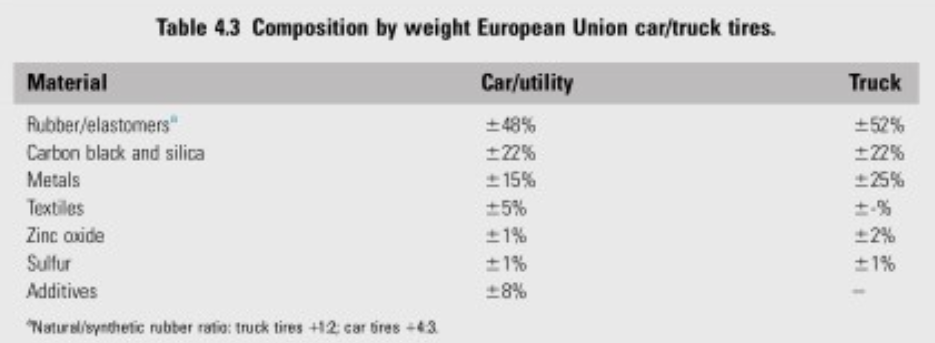 Table 4.3 Composition by weight European Union car/truck tires.
Material Car/utility Truck
Rubber/elastomersª ±48% ±52%
Carbon black and silica ±22% ±22%
Metals ±15% ±25%
Textiles ±5% ±-%
Zinc oxide ±1% ±2%
Sulfur ±1% ±1%
Additives ±8% –
ªNatural/synthetic rubber ratio: truck tires ÷1:2; car tires ÷4:3.